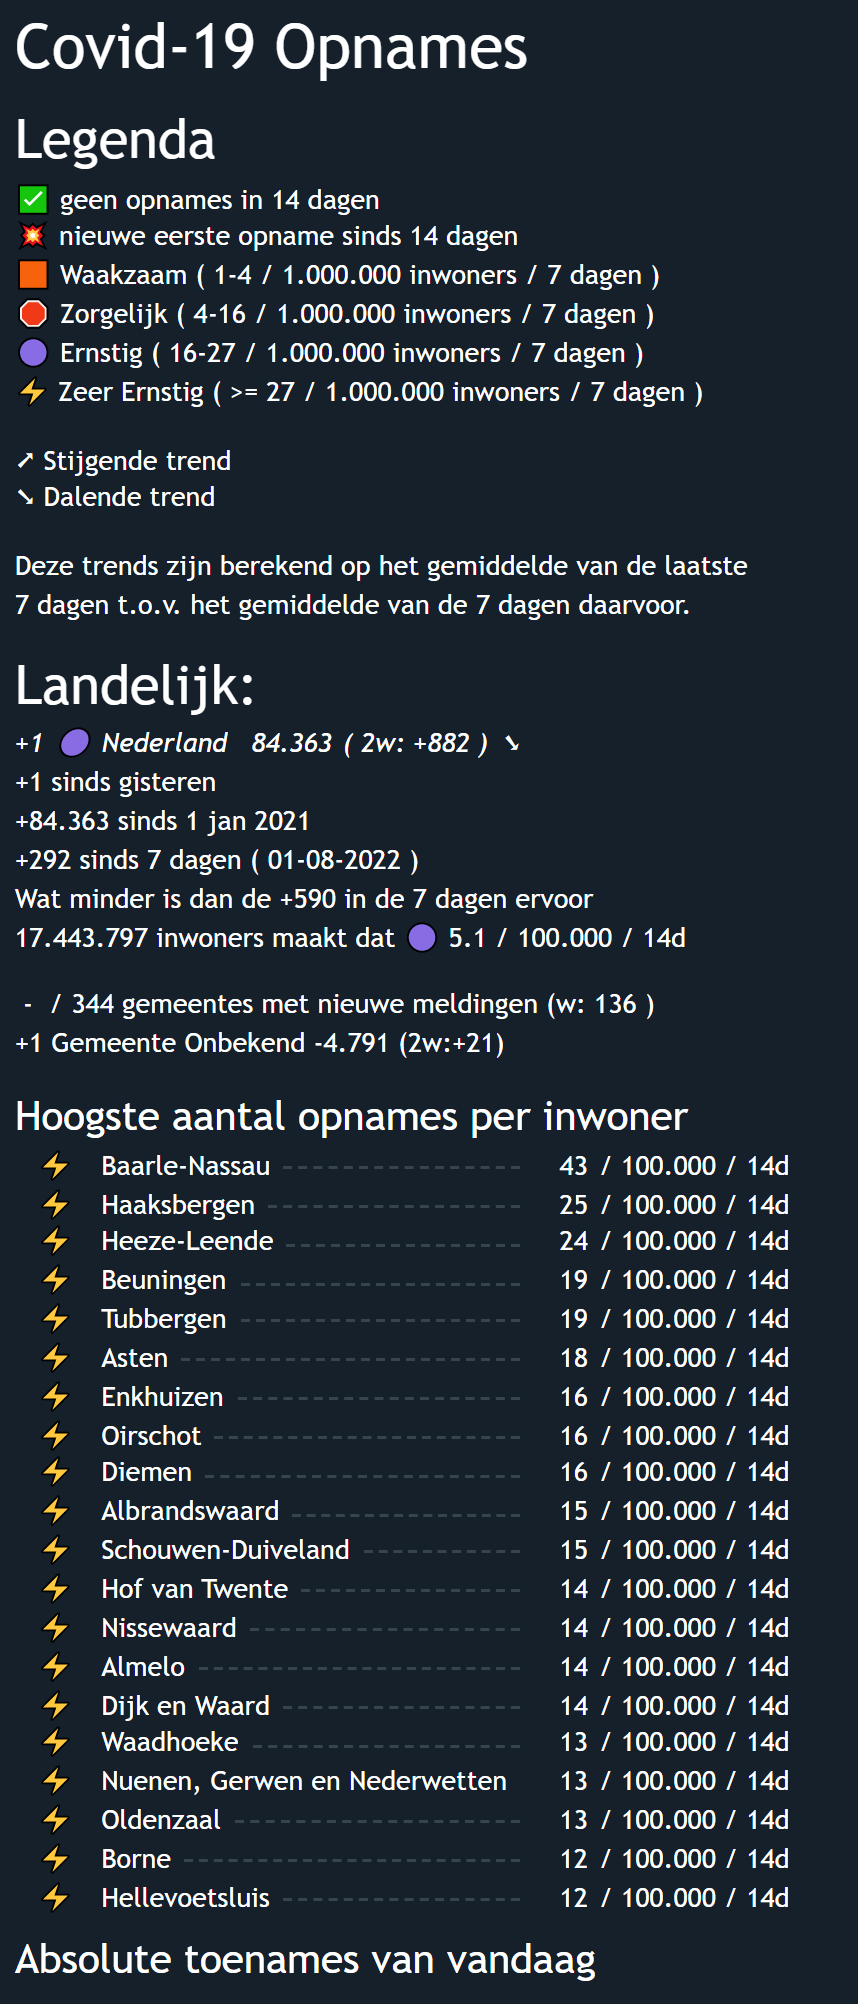 Covid-19 Opnames
Legenda
✅ geen opnames in 14 dagen
💥 nieuwe eerste opname sinds 14 dagen
🟧 Waakzaam ( 1-4 / 1.000.000 inwoners / 7 dagen )
🛑 Zorgelijk ( 4-16 / 1.000.000 inwoners / 7 dagen )
🟣 Ernstig ( 16-27 / 1.000.000 inwoners / 7 dagen )
⚡ Zeer Ernstig ( >= 27 / 1.000.000 inwoners / 7 dagen )
➚ Stijgende trend
➘ Dalende trend
Deze trends zijn berekend op het gemiddelde van de laatste
7 dagen t.o.v. het gemiddelde van de 7 dagen daarvoor.
Landelijk:
+1 🟣 Nederland 84.363 ( 2w: +882 ) ➘
+1 sinds gisteren
+84.363 sinds 1 jan 2021
+292 sinds 7 dagen ( 01-08-2022 )
Wat minder is dan de +590 in de 7 dagen ervoor
17.443.797 inwoners maakt dat 🟣 5.1 / 100.000 / 14d
- / 344 gemeentes met nieuwe meldingen (w: 136 )
+1 Gemeente Onbekend -4.791 (2w:+21)
Hoogste aantal opnames per inwoner
⚡ Baarle-Nassau 43 / 100.000 / 14d
⚡ Haaksbergen 25 / 100.000 / 14d
⚡ Heeze-Leende 24 / 100.000 / 14d
⚡ Beuningen 19 / 100.000 / 14d
⚡ Tubbergen 19 / 100.000 / 14d
⚡ Asten 18 / 100.000 / 14d
⚡ Enkhuizen 16 / 100.000 / 14d
⚡ Oirschot 16 / 100.000 / 14d
⚡ Diemen 16 / 100.000 / 14d
⚡ Albrandswaard 15 / 100.000 / 14d
⚡ Schouwen-Duiveland 15 / 100.000 / 14d
⚡ Hof van Twente 14 / 100.000 / 14d
⚡ Nissewaard 14 / 100.000 / 14d
⚡ Almelo 14 / 100.000 / 14d
⚡ Dijk en Waard 14 / 100.000 / 14d
⚡ Waadhoeke 13 / 100.000 / 14d
⚡ Nuenen, Gerwen en Nederwetten 13 / 100.000 / 14d
⚡ Oldenzaal 13 / 100.000 / 14d
⚡ Borne 12 / 100.000 / 14d
⚡ Hellevoetsluis 12 / 100.000 / 14d
Absolute toenames van vandaag